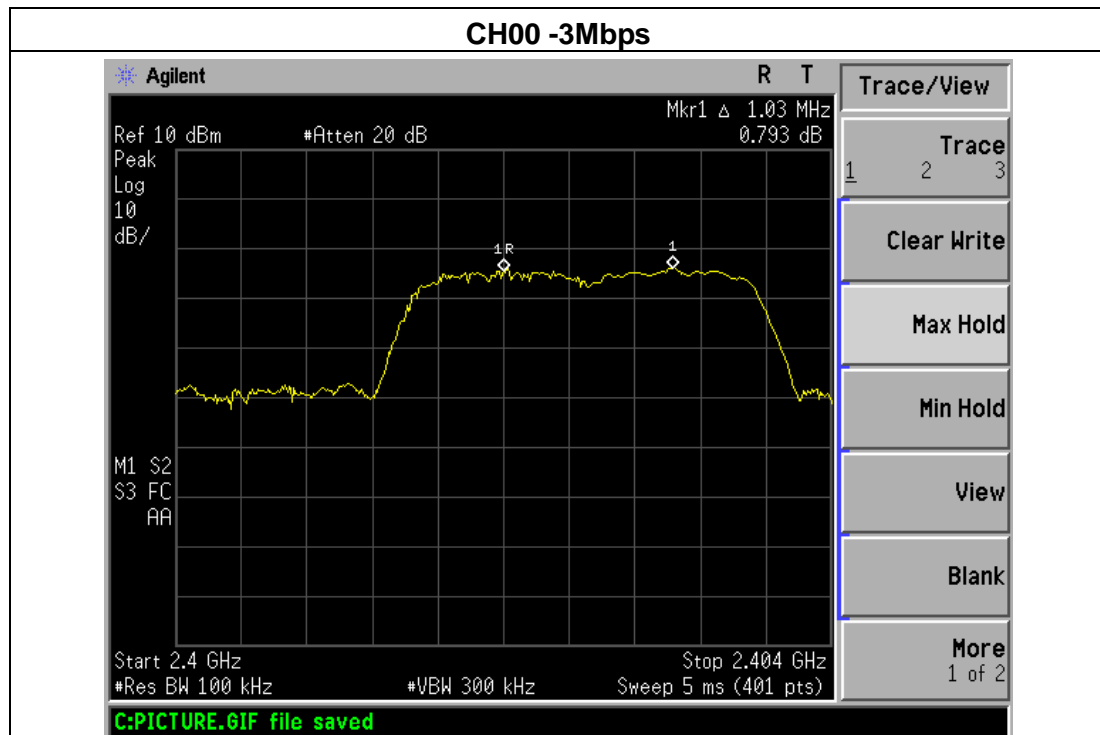 CH00 -3Mbps
Agilent R T
Mkr1 Δ 1.03 MHz
Ref 10 dBm #Atten 20 dB 0.793 dB
Peak
Log
10
dB/
1R
1
M1 S2
S3 FC
AA
Start 2.4 GHz Stop 2.404 GHz
#Res BW 100 kHz #VBW 300 kHz Sweep 5 ms (401 pts)
C:PICTURE.GIF file saved
Trace/View
Trace
1 2 3
Clear Write
Max Hold
Min Hold
View
Blank
More
1 of 2